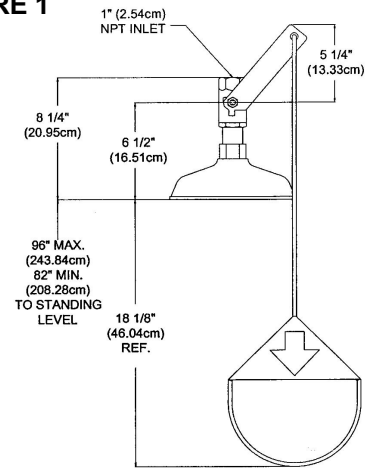 RE 1
1" (2.54cm)
NPT INLET
5 1/4"
(13.33cm)
8 1/4"
(20.95cm)
6 1/2"
(16.51cm)
96" MAX.
(243.84cm)
82" MIN.
(208.28cm)
TO STANDING
LEVEL
18 1/8"
(46.04cm)
REF.